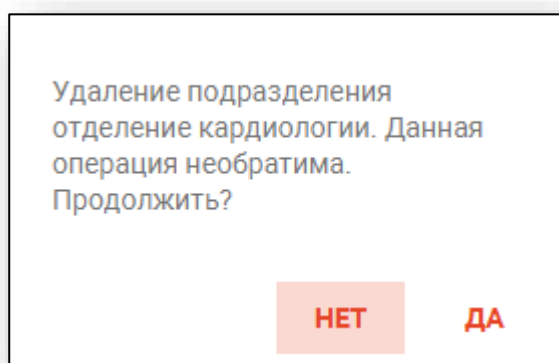 Удаление подразделения
отделение кардиологии. Данная
операция необратима.
Продолжить?
НЕТ ДА